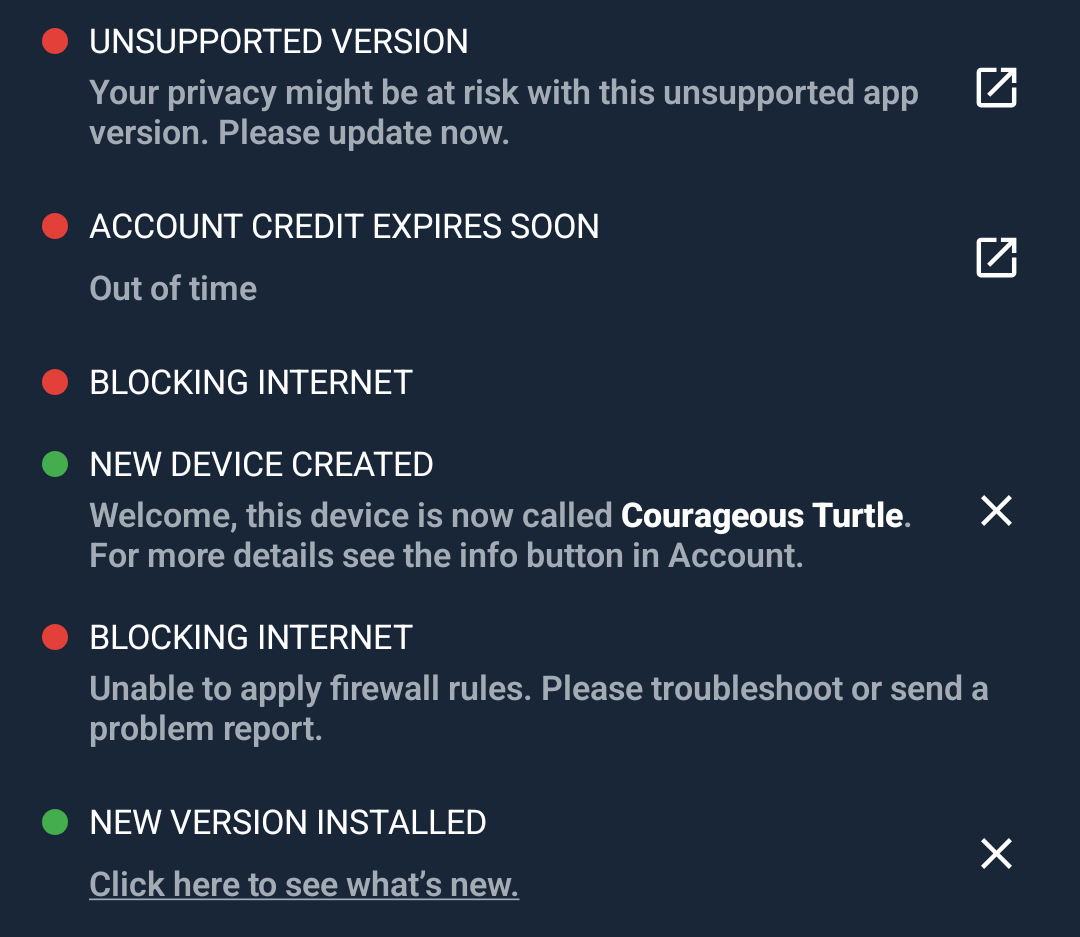 UNSUPPORTED VERSION
Your privacy might be at risk with this unsupported app
version. Please update now.
ACCOUNT CREDIT EXPIRES SOON
Out of time
BLOCKING INTERNET
NEW DEVICE CREATED
Welcome, this device is now called Courageous Turtle.
For more details see the info button in Account.
BLOCKING INTERNET
Unable to apply firewall rules. Please troubleshoot or send a
problem report.
NEW VERSION INSTALLED
Click here to see what’s new.